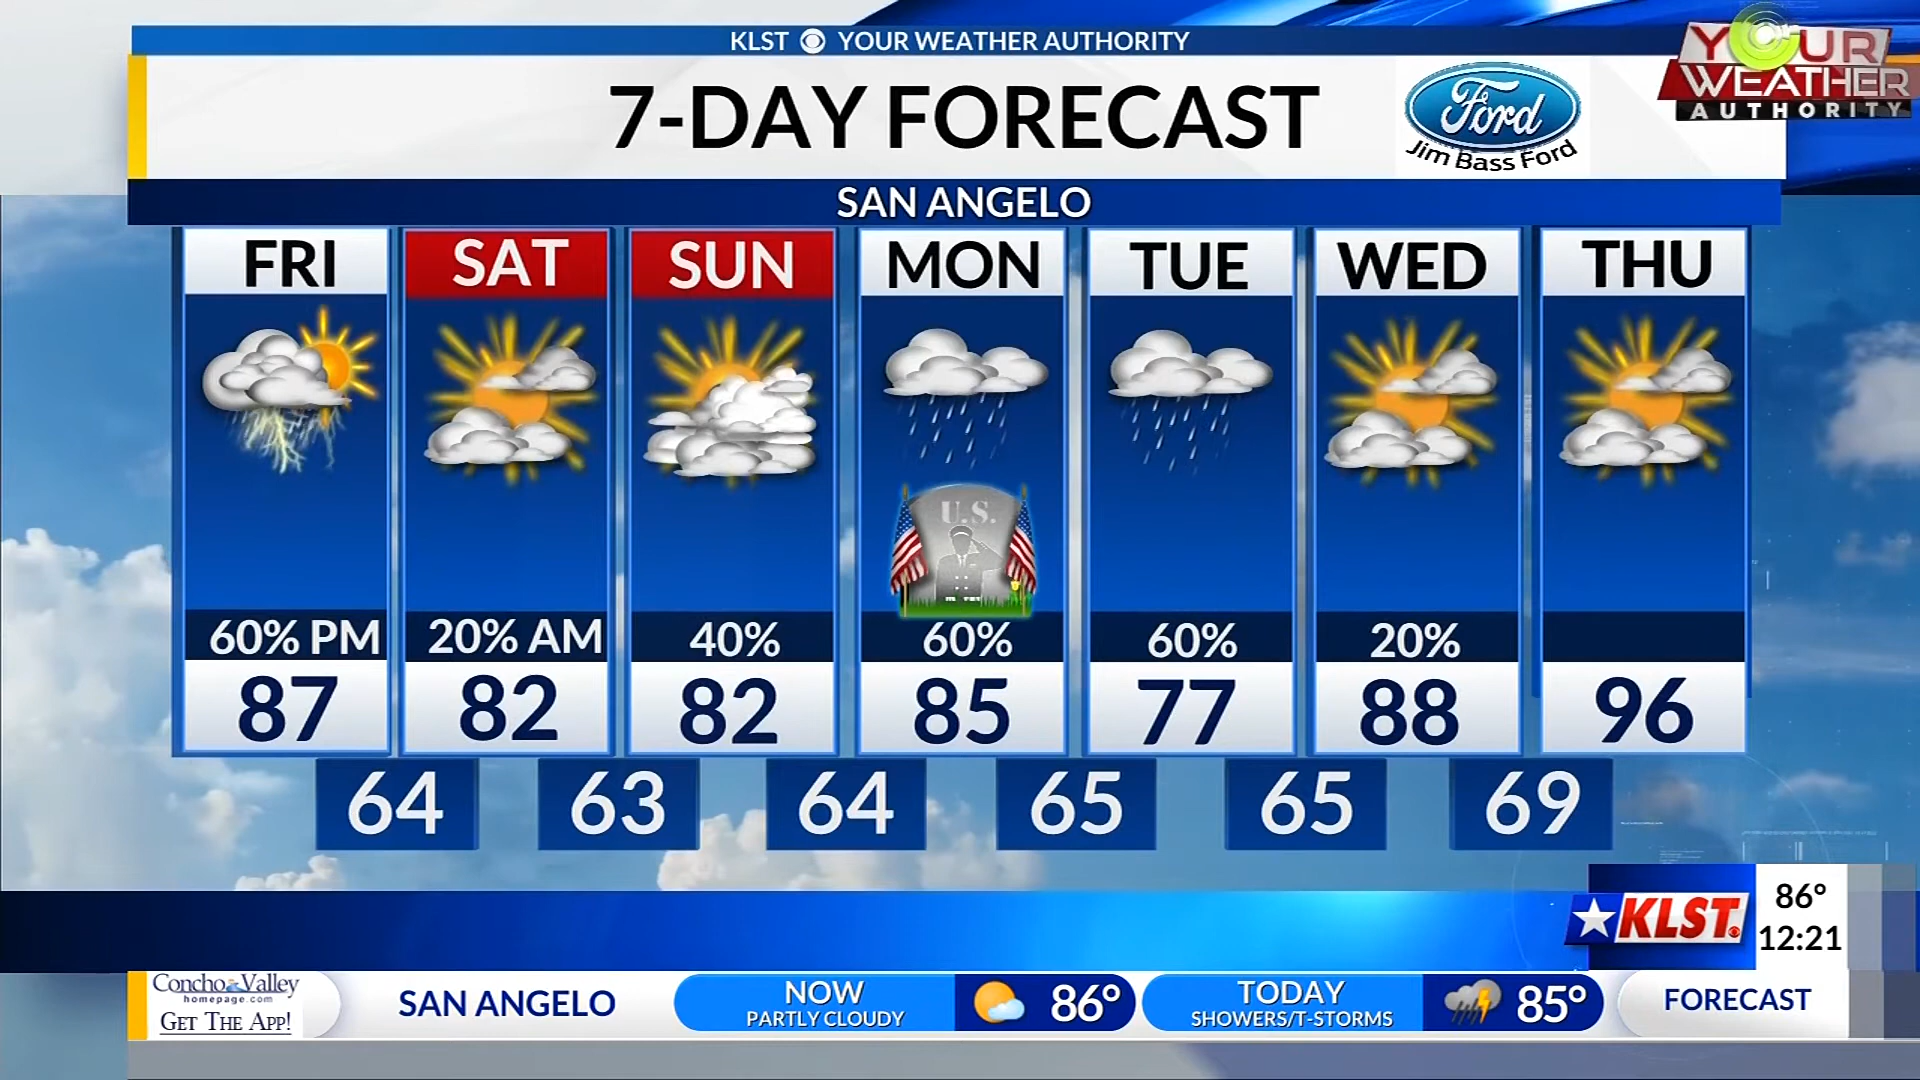 KLST YOUR WEATHER AUTHORITY
YOUR
WEATHER
AUTHORITY
7-DAY FORECAST
Ford
Jim Bass Ford
SAN ANGELO
FRI SAT SUN MON TUE WED THU
U.S.
60% PM 20% AM 40% 60% 60% 20%
87 82 82 85 77 88 96
64 63 64 65 65 69
KLST
86°
12:21
Concho Valley
homepage.com
GET THE APP!
SAN ANGELO
NOW
PARTLY CLOUDY
86°
TODAY
SHOWERS/T-STORMS
85°
FORECAST